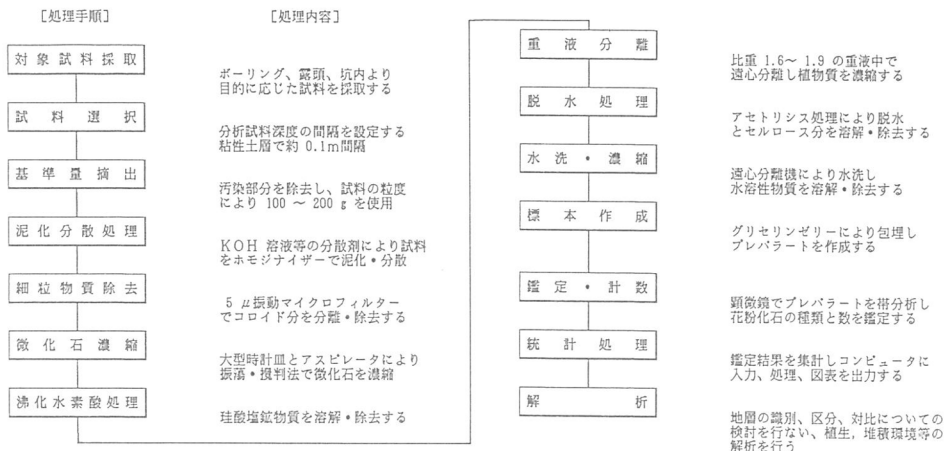 ［処理手順］
［処理内容］
対象試料採取
ボーリング、露頭、坑内より
目的に応じた試料を採取する
試料選択
分析試料深度の間隔を設定する
粘性土層で約 0.1m間隔
基準量摘出
汚染部分を除去し、試料の粒度
により 100 ～ 200 g を使用
泥化分散処理
KOH 溶液等の分散剤により試料
をホモジナイザーで泥化・分散
細粒物質除去
5 μ振動マイクロフィルター
でコロイド分を分離・除去する
微化石濃縮
大型時計皿とアスピレータにより
振盪・攪判法で微化石を濃縮
沸化水素酸処理
珪酸塩鉱物質を溶解・除去する
重液分離
比重 1.6～ 1.9 の重液中で
遠心分離し植物質を濃縮する
脱水処理
アセトリシス処理により脱水
とセルロース分を溶解・除去する
水洗・濃縮
遠心分離機により水洗し
水溶性物質を溶解・除去する
標本作成
グリセリンゼリーにより包埋し
プレパラートを作成する
鑑定・計数
顕微鏡でプレパラートを帯分析し
花粉化石の種類と数を鑑定する
統計処理
鑑定結果を集計しコンピュータに
入力、処理、図表を出力する
解析
地層の識別、区分、対比についての
検討を行ない、植生，堆積環境等の
解析を行う